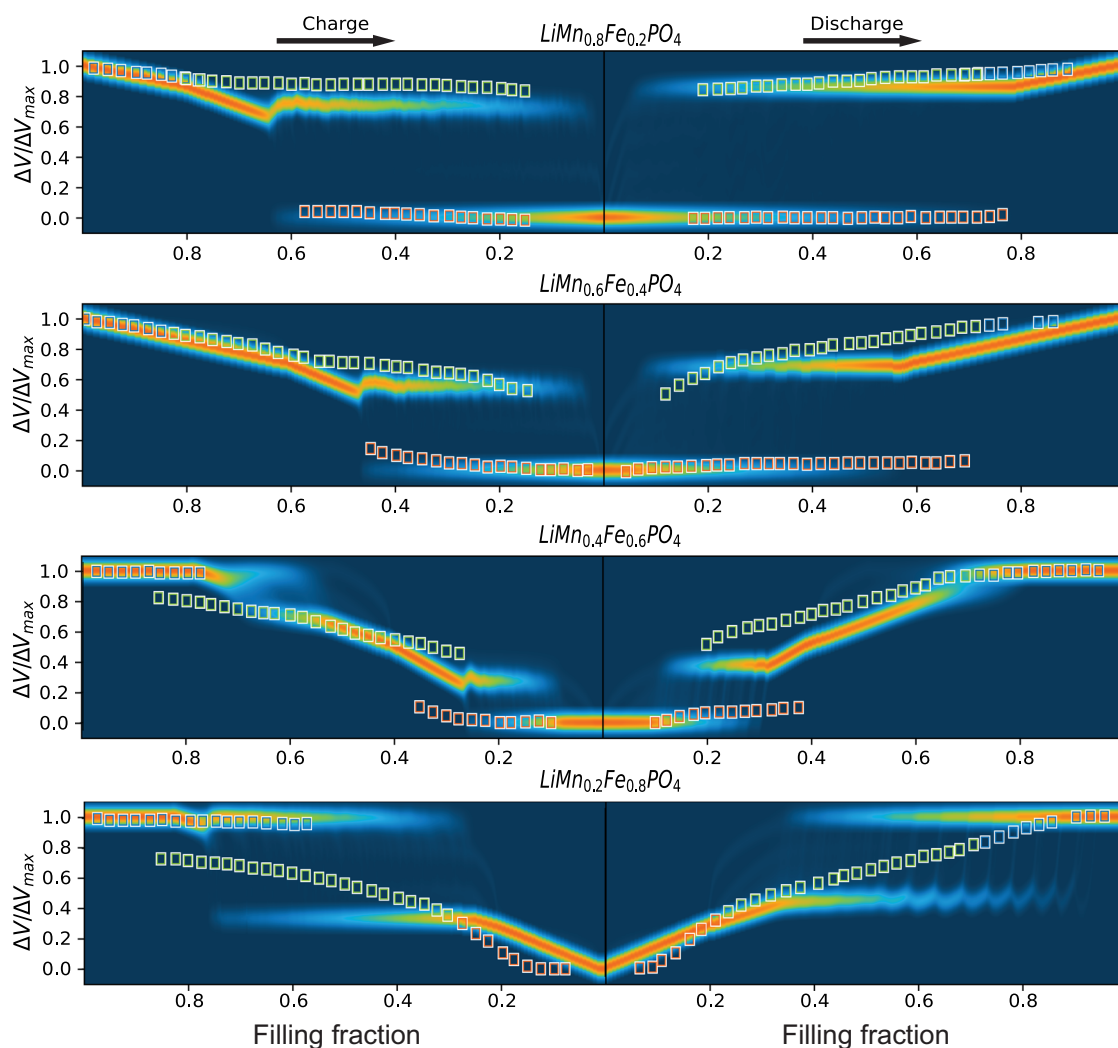 Charge
Discharge
LiMn0.8Fe0.2PO4
1.0
0.8
0.6
0.4
0.2
0.0
ΔV/ΔVmax
0.8 0.6 0.4 0.2 0.2 0.4 0.6 0.8
LiMn0.6Fe0.4PO4
1.0
0.8
0.6
0.4
0.2
0.0
ΔV/ΔVmax
0.8 0.6 0.4 0.2 0.2 0.4 0.6 0.8
LiMn0.4Fe0.6PO4
1.0
0.8
0.6
0.4
0.2
0.0
ΔV/ΔVmax
0.8 0.6 0.4 0.2 0.2 0.4 0.6 0.8
LiMn0.2Fe0.8PO4
1.0
0.8
0.6
0.4
0.2
0.0
ΔV/ΔVmax
0.8 0.6 0.4 0.2 0.2 0.4 0.6 0.8
Filling fraction
Filling fraction